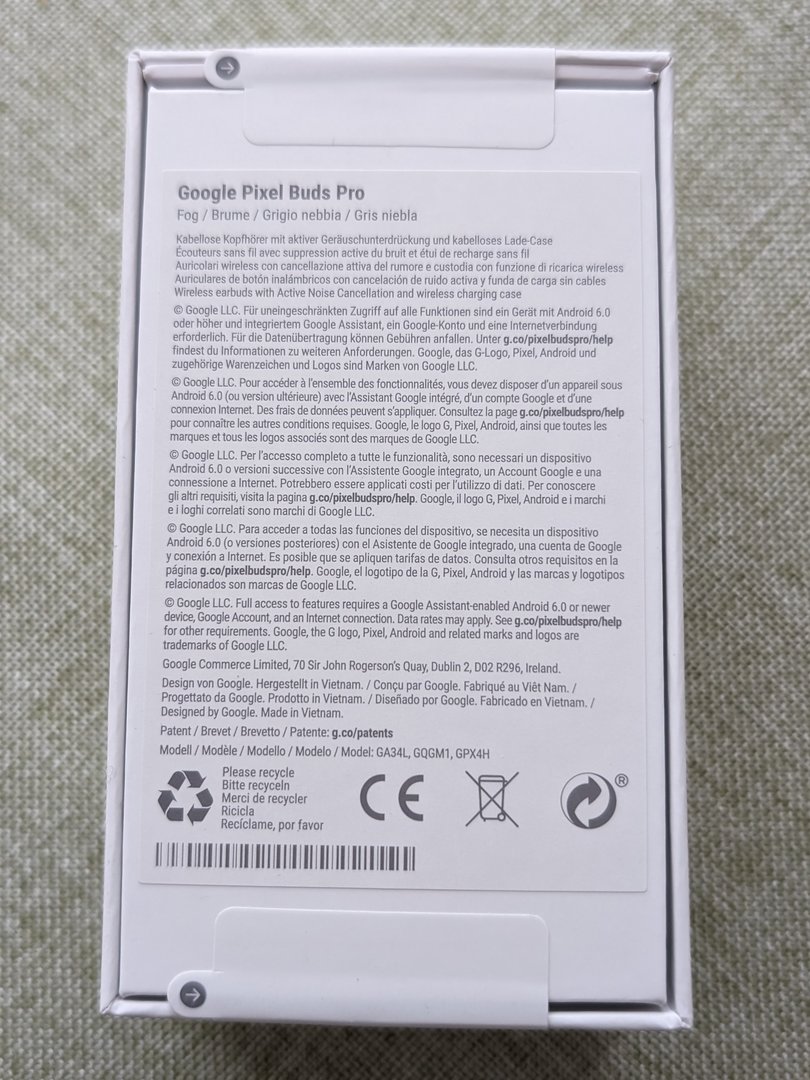 Google Pixel Buds Pro
Fog / Brume / Grigio nebbia / Gris niebla
Kabellose Kopfhörer mit aktiver Geräuschunterdrückung und kabelloses Lade-Case
Écouteurs sans fil avec suppression active du bruit et étui de recharge sans fil
Auricolari wireless con cancellazione attiva del rumore e custodia con funzione di ricarica wireless
Auriculares de botón inalámbricos con cancelación de ruido activa y funda de carga sin cables
Wireless earbuds with Active Noise Cancellation and wireless charging case
© Google LLC. Für uneingeschränkten Zugriff auf alle Funktionen sind ein Gerät mit Android 6.0
oder höher und integriertem Google Assistant, ein Google-Konto und eine Internetverbindung
erforderlich. Für die Datenübertragung können Gebühren anfallen. Unter g.co/pixelbudspro/help
findest du Informationen zu weiteren Anforderungen. Google, das G-Logo, Pixel, Android und
zugehörige Warenzeichen und Logos sind Marken von Google LLC.
© Google LLC. Pour accéder à l'ensemble des fonctionnalités, vous devez disposer d'un appareil sous
Android 6.0 (ou version ultérieure) avec l'Assistant Google intégré, d'un compte Google et d'une
connexion Internet. Des frais de données peuvent s'appliquer. Consultez la page g.co/pixelbudspro/help
pour connaître les autres conditions requises. Google, le logo G, Pixel, Android, ainsi que toutes les
marques et tous les logos associés sont des marques de Google LLC.
© Google LLC. Per l'accesso completo a tutte le funzionalità, sono necessari un dispositivo
Android 6.0 o versioni successive con l'Assistente Google integrato, un Account Google e una
connessione a Internet. Potrebbero essere applicati costi per l'utilizzo di dati. Per conoscere
gli altri requisiti, visita la pagina g.co/pixelbudspro/help. Google, il logo G, Pixel, Android e i marchi
e i loghi correlati sono marchi di Google LLC.
© Google LLC. Para acceder a todas las funciones del dispositivo, se necesita un dispositivo
Android 6.0 (o versiones posteriores) con el Asistente de Google integrado, una cuenta de Google
y conexión a Internet. Es posible que se apliquen tarifas de datos. Consulta otros requisitos en la
página g.co/pixelbudspro/help. Google, el logotipo de la G, Pixel, Android y las marcas y logotipos
relacionados son marcas de Google LLC.
© Google LLC. Full access to features requires a Google Assistant-enabled Android 6.0 or newer
device, Google Account, and an Internet connection. Data rates may apply. See g.co/pixelbudspro/help
for other requirements. Google, the G logo, Pixel, Android and related marks and logos are
trademarks of Google LLC.
Google Commerce Limited, 70 Sir John Rogerson's Quay, Dublin 2, D02 R296, Ireland.
Design von Google. Hergestellt in Vietnam. / Conçu par Google. Fabriqué au Viêt Nam. /
Progettato da Google. Prodotto in Vietnam. / Diseñado por Google. Fabricado en Vietnam. /
Designed by Google. Made in Vietnam.
Patent / Brevet / Brevetto / Patente: g.co/patents
Modell / Modèle / Modello / Modelo / Model: GA34L, GQGM1, GPX4H
Please recycle
Bitte recyceln
Merci de recycler
Ricicla
Recíclame, por favor
CE
®